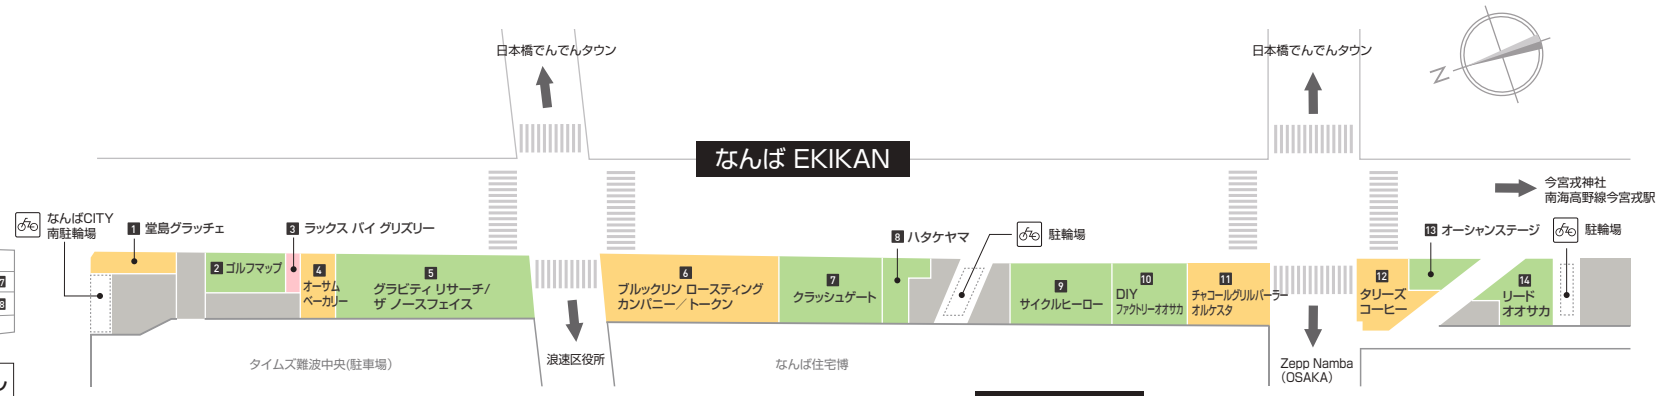 日本橋でんでんタウン
日本橋でんでんタウン
N
なんば EKIKAN
今宮戎神社
南海高野線今宮戎駅
なんばCITY
南駐輪場
1 堂島グラッチェ
3 ラックス バイ グリズリー
8 ハタケヤマ
駐輪場
13 オーシャンステージ
駐輪場
2 ゴルフマップ
4
オーサム
ベーカリー
5
グラビティ リサーチ/
ザ ノースフェイス
6
ブルックリン ロースティング
カンパニー／トークン
7
クラッシュゲート
9
サイクルヒーロー
10
DIY
ファクトリーオオサカ
11
チャコールグリルバーラー
オルケスタ
12
タリーズ
コーヒー
14
リード
オオサカ
7
8
タイムズ難波中央(駐車場)
浪速区役所
なんば住宅博
Zepp Namba
(OSAKA)
ん